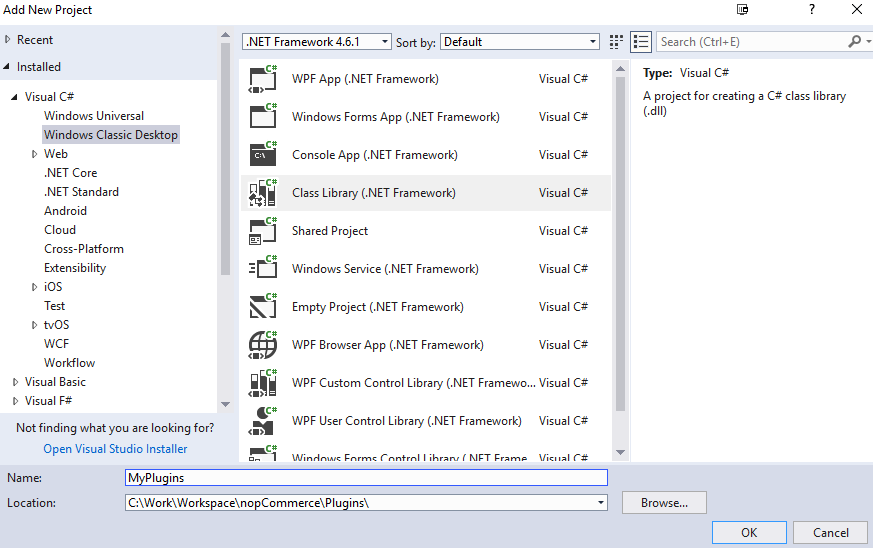 Add New Project
?
Recent
Installed
.NET Framework 4.6.1
Sort by:
Default
Search (Ctrl+E)
Visual C#
Windows Universal
Windows Classic Desktop
Web
.NET Core
.NET Standard
Android
Cloud
Cross-Platform
Extensibility
iOS
Test
tvOS
WCF
Workflow
Visual Basic
Visual F#
Not finding what you are looking for?
Open Visual Studio Installer
C# WPF App (.NET Framework) Visual C#
C# Windows Forms App (.NET Framework) Visual C#
C# C:\ Console App (.NET Framework) Visual C#
C# Class Library (.NET Framework) Visual C#
C# Shared Project Visual C#
C# Windows Service (.NET Framework) Visual C#
C# Empty Project (.NET Framework) Visual C#
C# WPF Browser App (.NET Framework) Visual C#
C# WPF Custom Control Library (.NET Framewo... Visual C#
C# WPF User Control Library (.NET Framework) Visual C#
C# Windows Forms Control Library (.NET Frame Visual C#
Type: Visual C#
A project for creating a C# class library
(.dll)
Name: MyPlugins
Location: C:\Work\Workspace\nopCommerce\Plugins\
Browse...
OK
Cancel